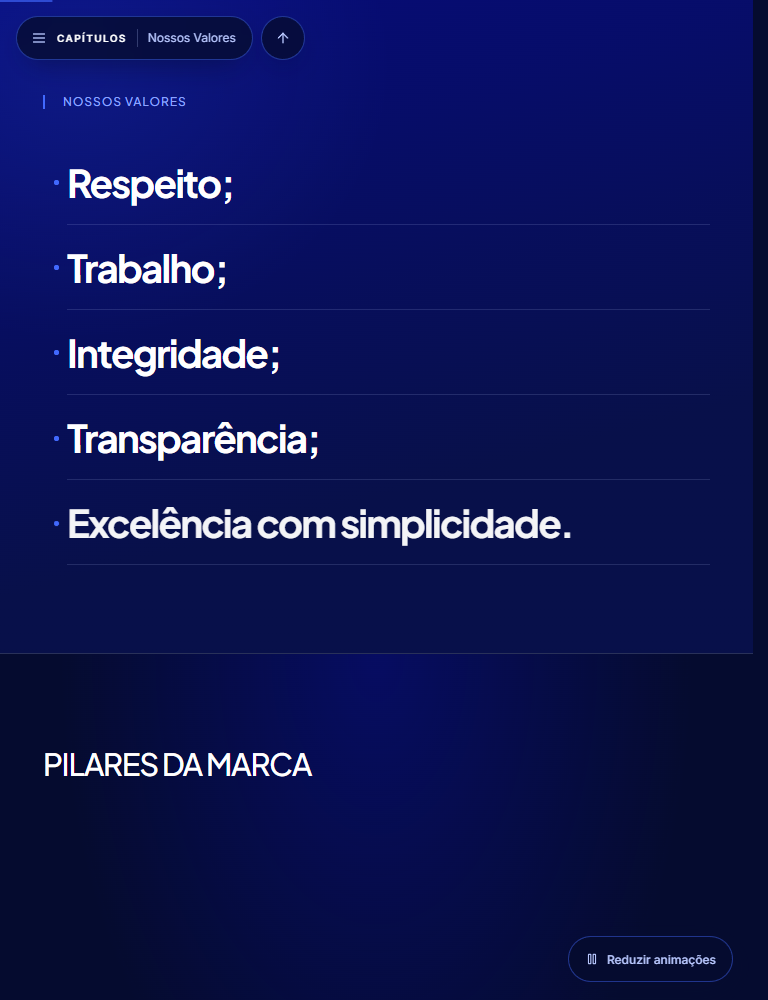 CAPÍTULOS Nossos Valores
NOSSOS VALORES
Respeito;
Trabalho;
Integridade;
Transparência;
Excelência com simplicidade.
PILARES DA MARCA
Reduzir animações